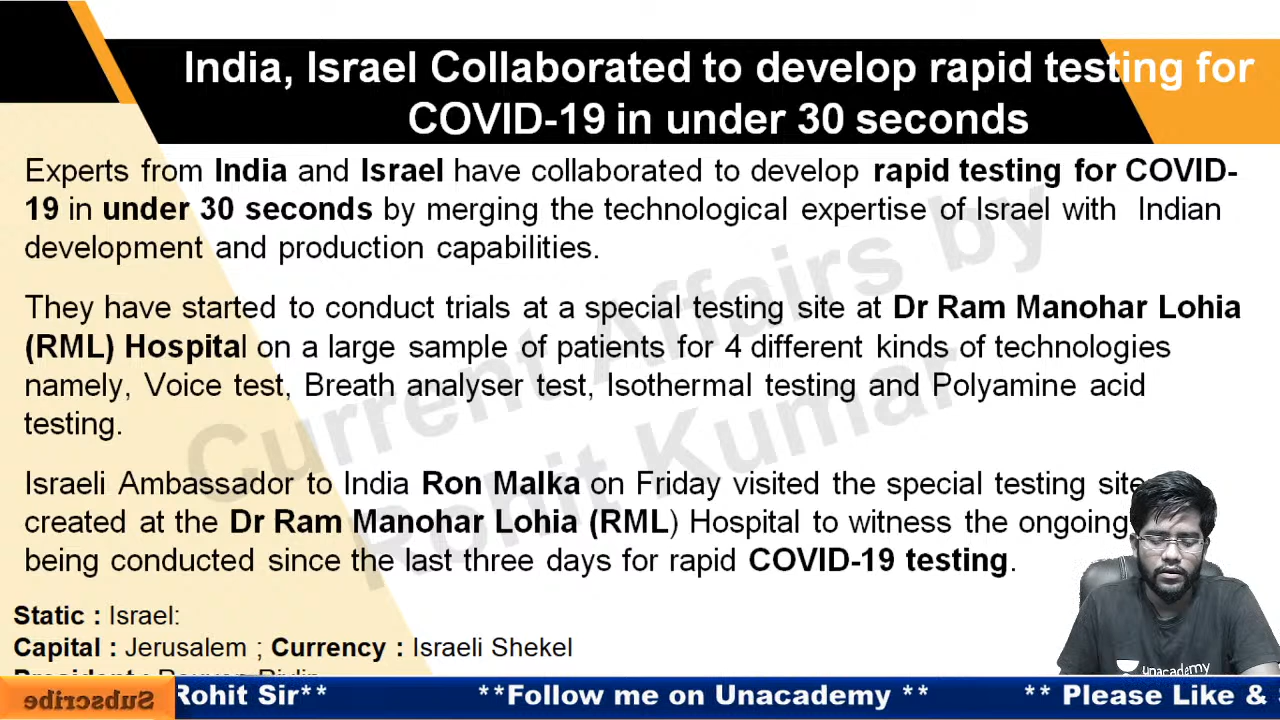 India, Israel Collaborated to develop rapid testing for
COVID-19 in under 30 seconds
Experts from India and Israel have collaborated to develop rapid testing for COVID-
19 in under 30 seconds by merging the technological expertise of Israel with Indian
development and production capabilities.
They have started to conduct trials at a special testing site at Dr Ram Manohar Lohia
(RML) Hospital on a large sample of patients for 4 different kinds of technologies
namely, Voice test, Breath analyser test, Isothermal testing and Polyamine acid
testing.
Israeli Ambassador to India Ron Malka on Friday visited the special testing site
created at the Dr Ram Manohar Lohia (RML) Hospital to witness the ongoing
being conducted since the last three days for rapid COVID-19 testing.
Current Affairs by
Rohit Kumar
Static : Israel:
Capital : Jerusalem ; Currency : Israeli Shekel
unacademy
Subscribe
Rohit Sir** **Follow me on Unacademy ** ** Please Like &